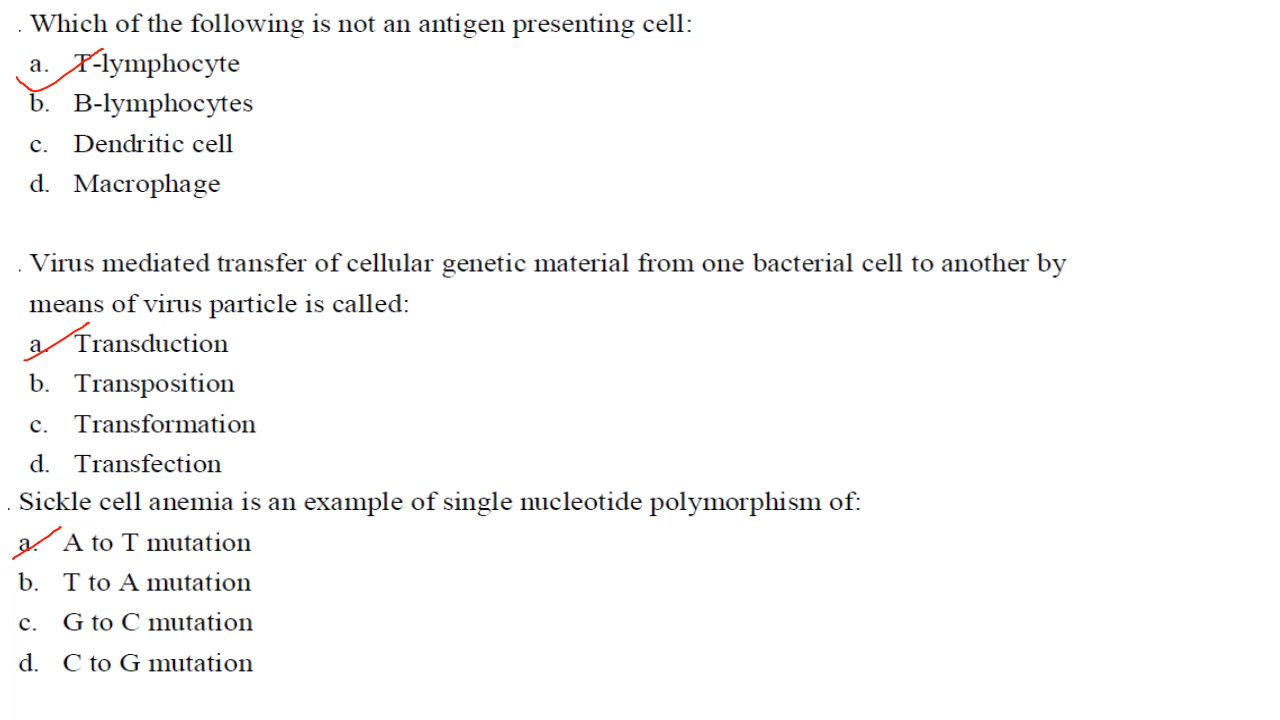 . Which of the following is not an antigen presenting cell:
a. T-lymphocyte
b. B-lymphocytes
c. Dendritic cell
d. Macrophage
. Virus mediated transfer of cellular genetic material from one bacterial cell to another by
means of virus particle is called:
a. Transduction
b. Transposition
c. Transformation
d. Transfection
. Sickle cell anemia is an example of single nucleotide polymorphism of:
a. A to T mutation
b. T to A mutation
c. G to C mutation
d. C to G mutation